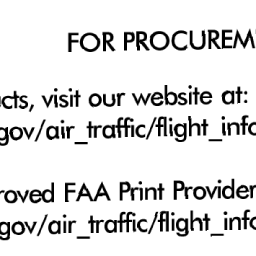 FOR PROCUREM
cts, visit our website at:
gov/air_traffic/flight_info
roved FAA Print Provider
gov/air_traffic/flight_info